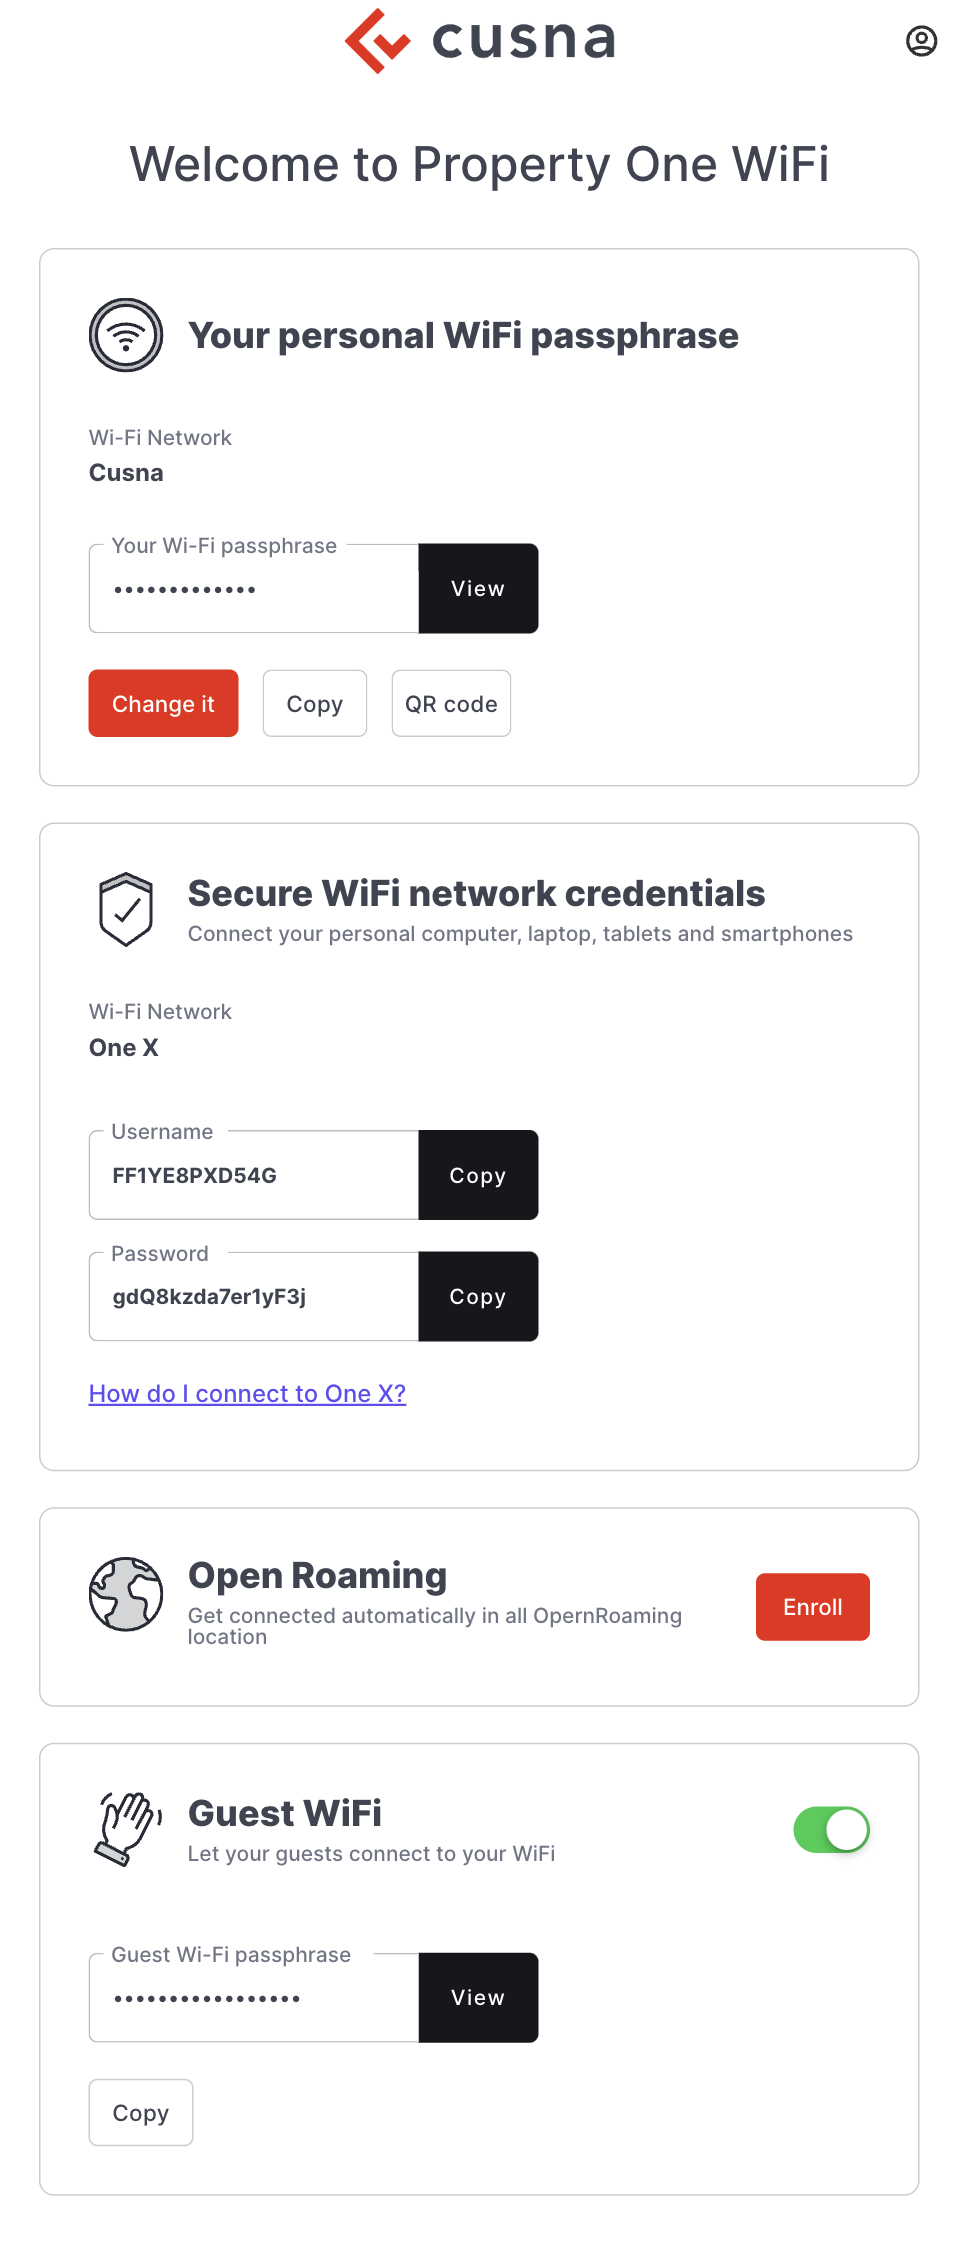 cusna
Welcome to Property One WiFi
Your personal WiFi passphrase
Wi-Fi Network
Cusna
Your Wi-Fi passphrase
•••••••••••••
View
Change it
Copy
QR code
Secure WiFi network credentials
Connect your personal computer, laptop, tablets and smartphones
Wi-Fi Network
One X
Username
FF1YE8PXD54G
Copy
Password
gdQ8kzda7er1yF3j
Copy
How do I connect to One X?
Open Roaming
Get connected automatically in all OpernRoaming
location
Enroll
Guest WiFi
Let your guests connect to your WiFi
Guest Wi-Fi passphrase
•••••••••••••••••
View
Copy